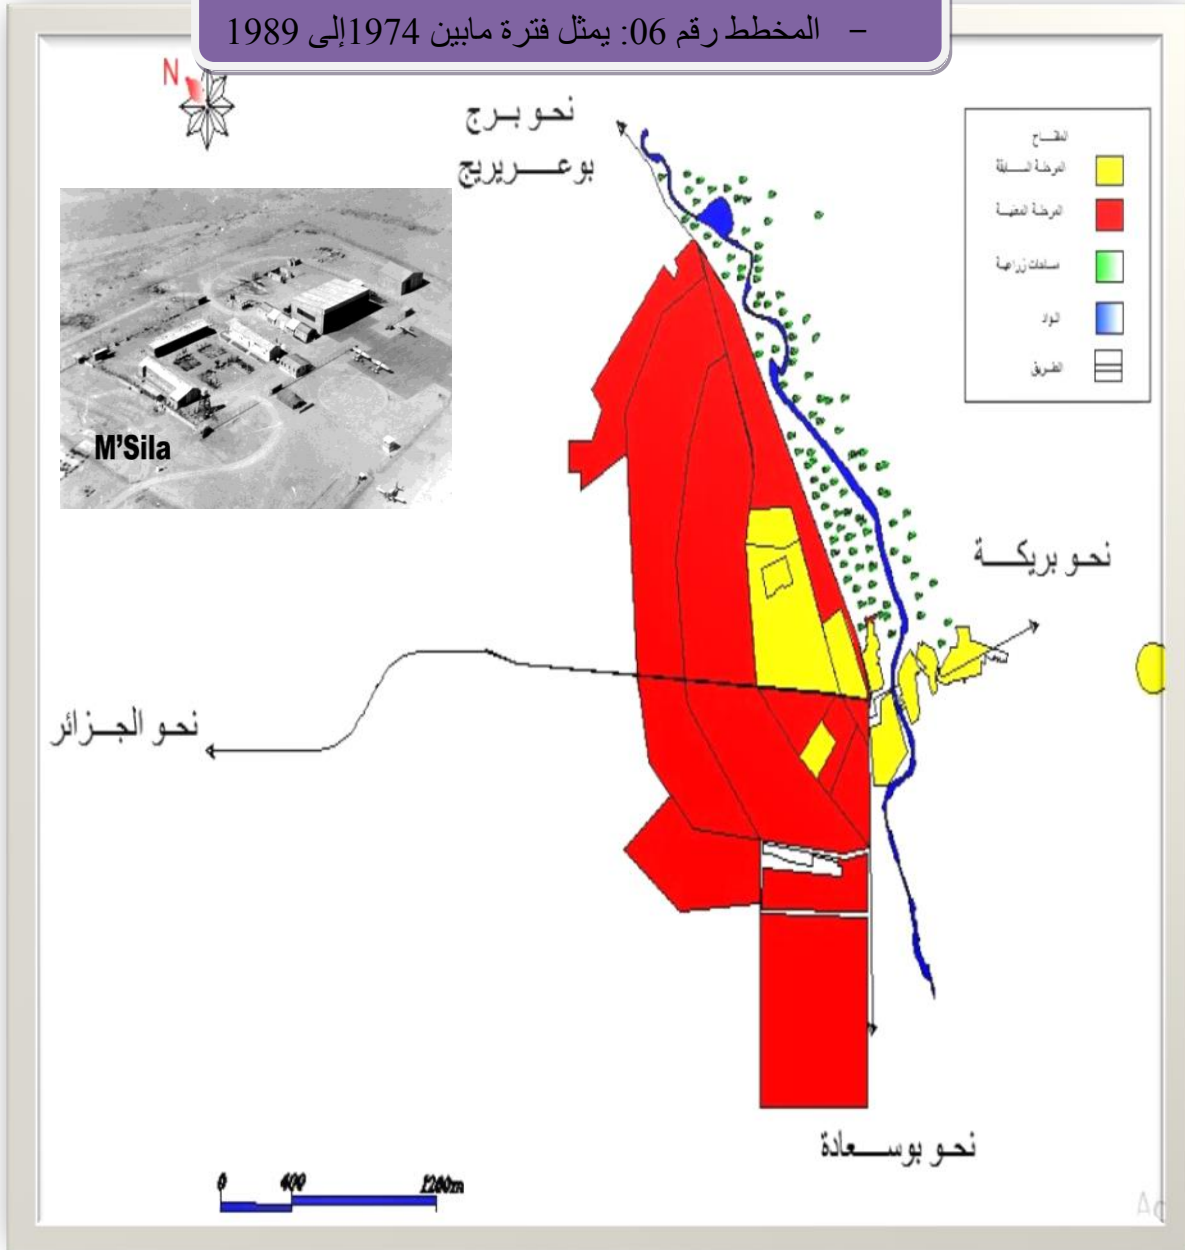 – المخطط رقم 06: يمثل فترة مابين 1974إلى 1989
N
نحو برج
بوعريريج
المفتاح
المرحلة السابقة
المرحلة المعنية
مساحات زراعية
الواد
الطريق
M'Sila
نحو بريكة
نحو الجزائر
نحو بوسعادة
0 400 1200m